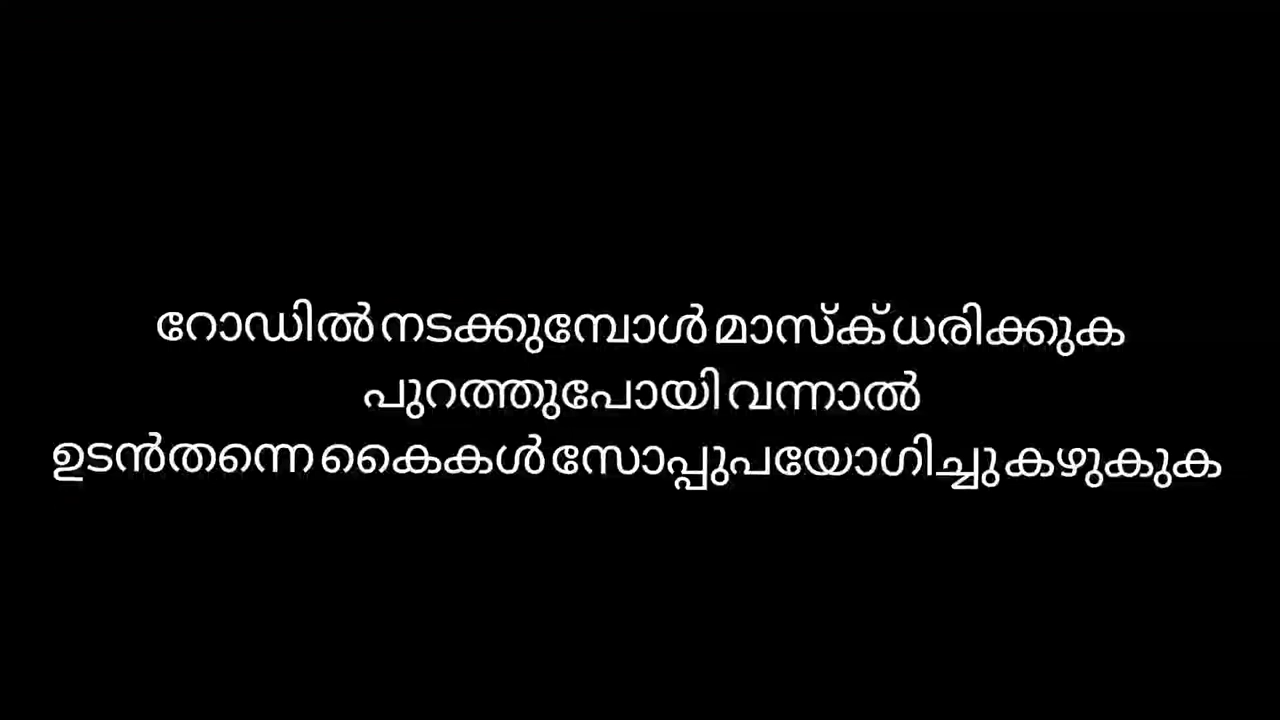 റോഡിൽ നടക്കുമ്പോൾ മാസ്ക് ധരിക്കുക
പുറത്തുപോയി വന്നാൽ
ഉടൻതന്നെ കൈകൾ സോപ്പുപയോഗിച്ചു കഴുകുക